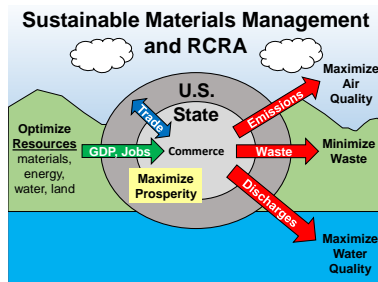 Sustainable Materials Management
and RCRA
Maximize
Air
Quality
U.S.
State
Trade
Emissions
Optimize
Resources
materials,
energy,
water, land
GDP, Jobs
Commerce
Waste
Minimize
Waste
Maximize
Prosperity
Discharges
Maximize
Water
Quality